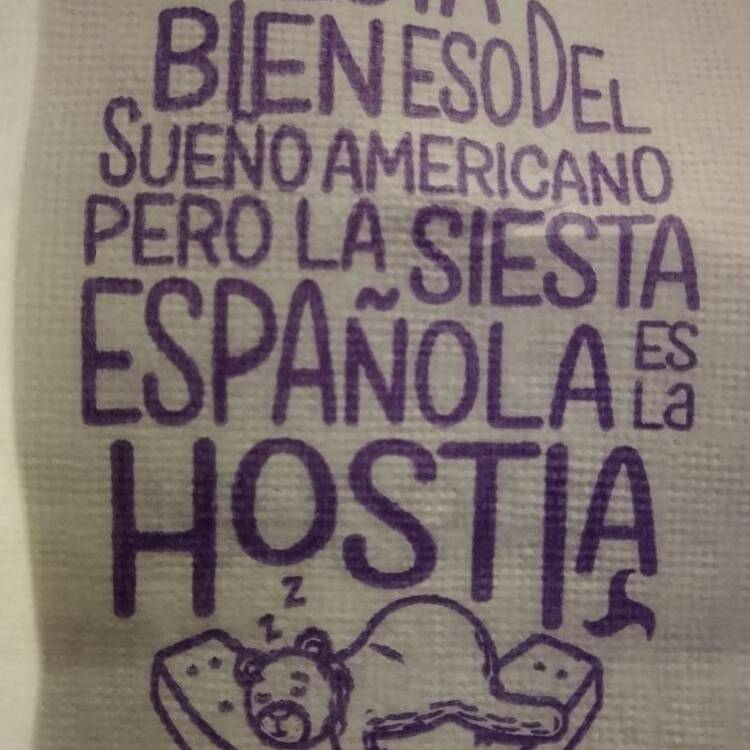 BIEN ESO DEL
SUEÑO AMERICANO
PERO LA SIESTA
ESPAÑOLA ES La
HOSTIA
z
z